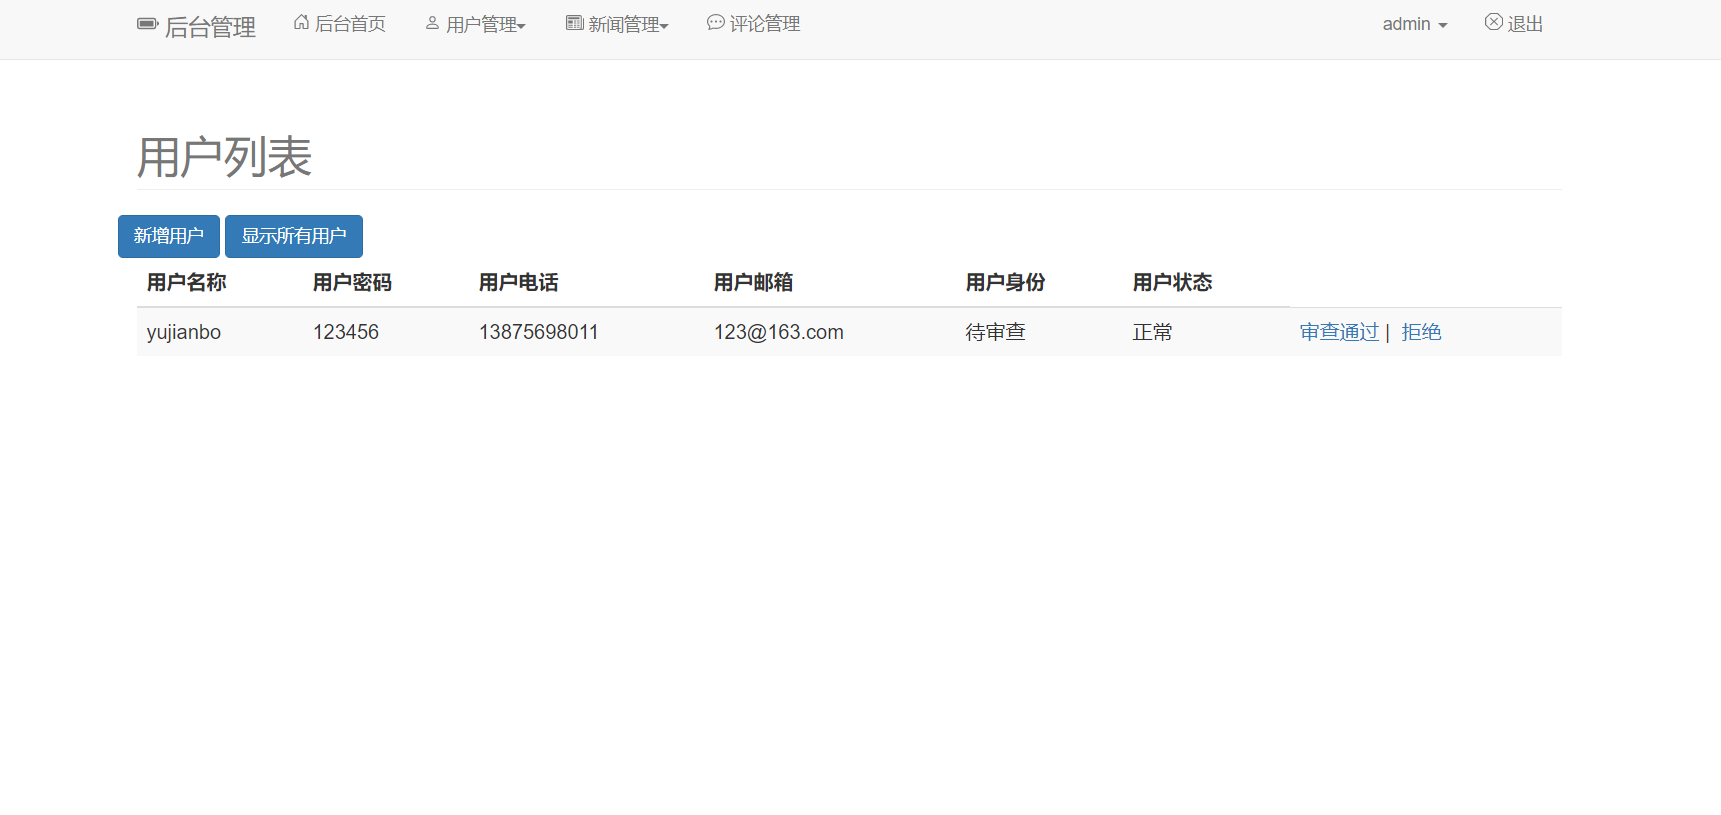 后台管理 后台首页 用户管理 新闻管理 评论管理 admin 退出
用户列表
新增用户 显示所有用户
用户名称 用户密码 用户电话 用户邮箱 用户身份 用户状态
yujianbo 123456 13875698011 123@163.com 待审查 正常 审查通过 | 拒绝